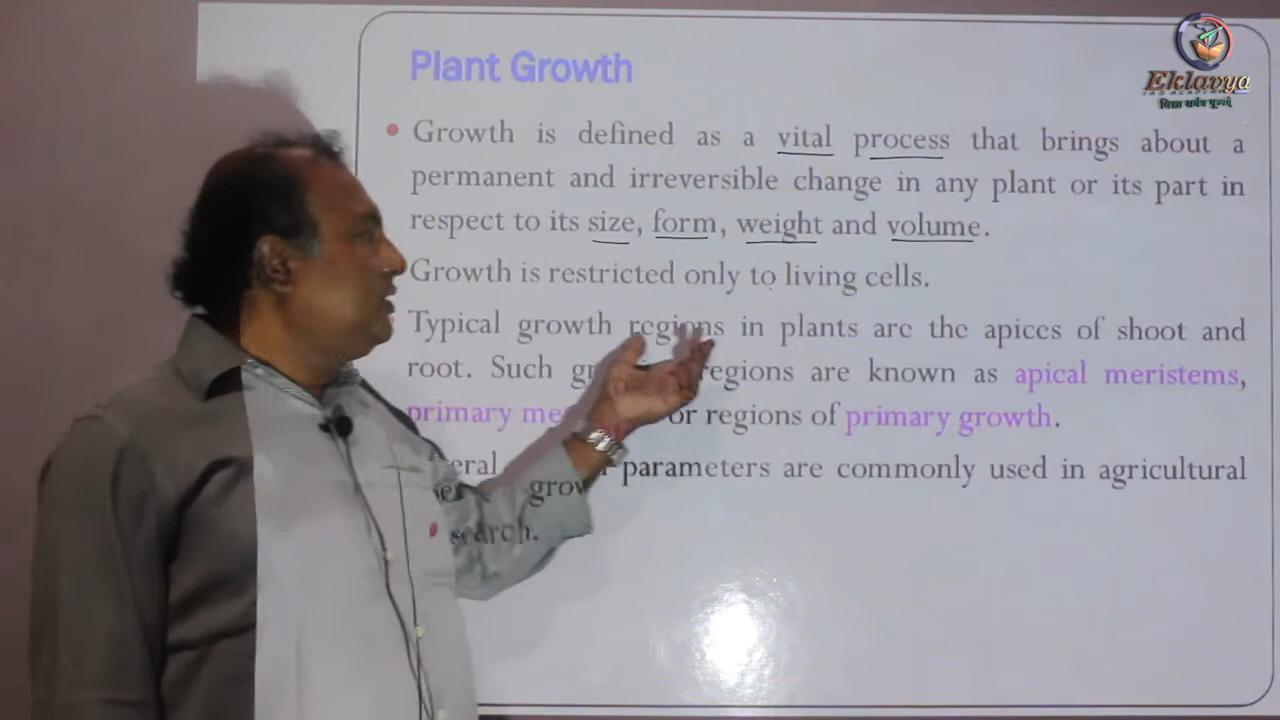 Eklavya
Plant Growth
Growth is defined as a vital process that brings about a
permanent and irreversible change in any plant or its part in
respect to its size, form, weight and volume.
Growth is restricted only to living cells.
Typical growth regions in plants are the apices of shoot and
root. Such regions are known as apical meristems,
primary or regions of primary growth.
parameters are commonly used in agricultural